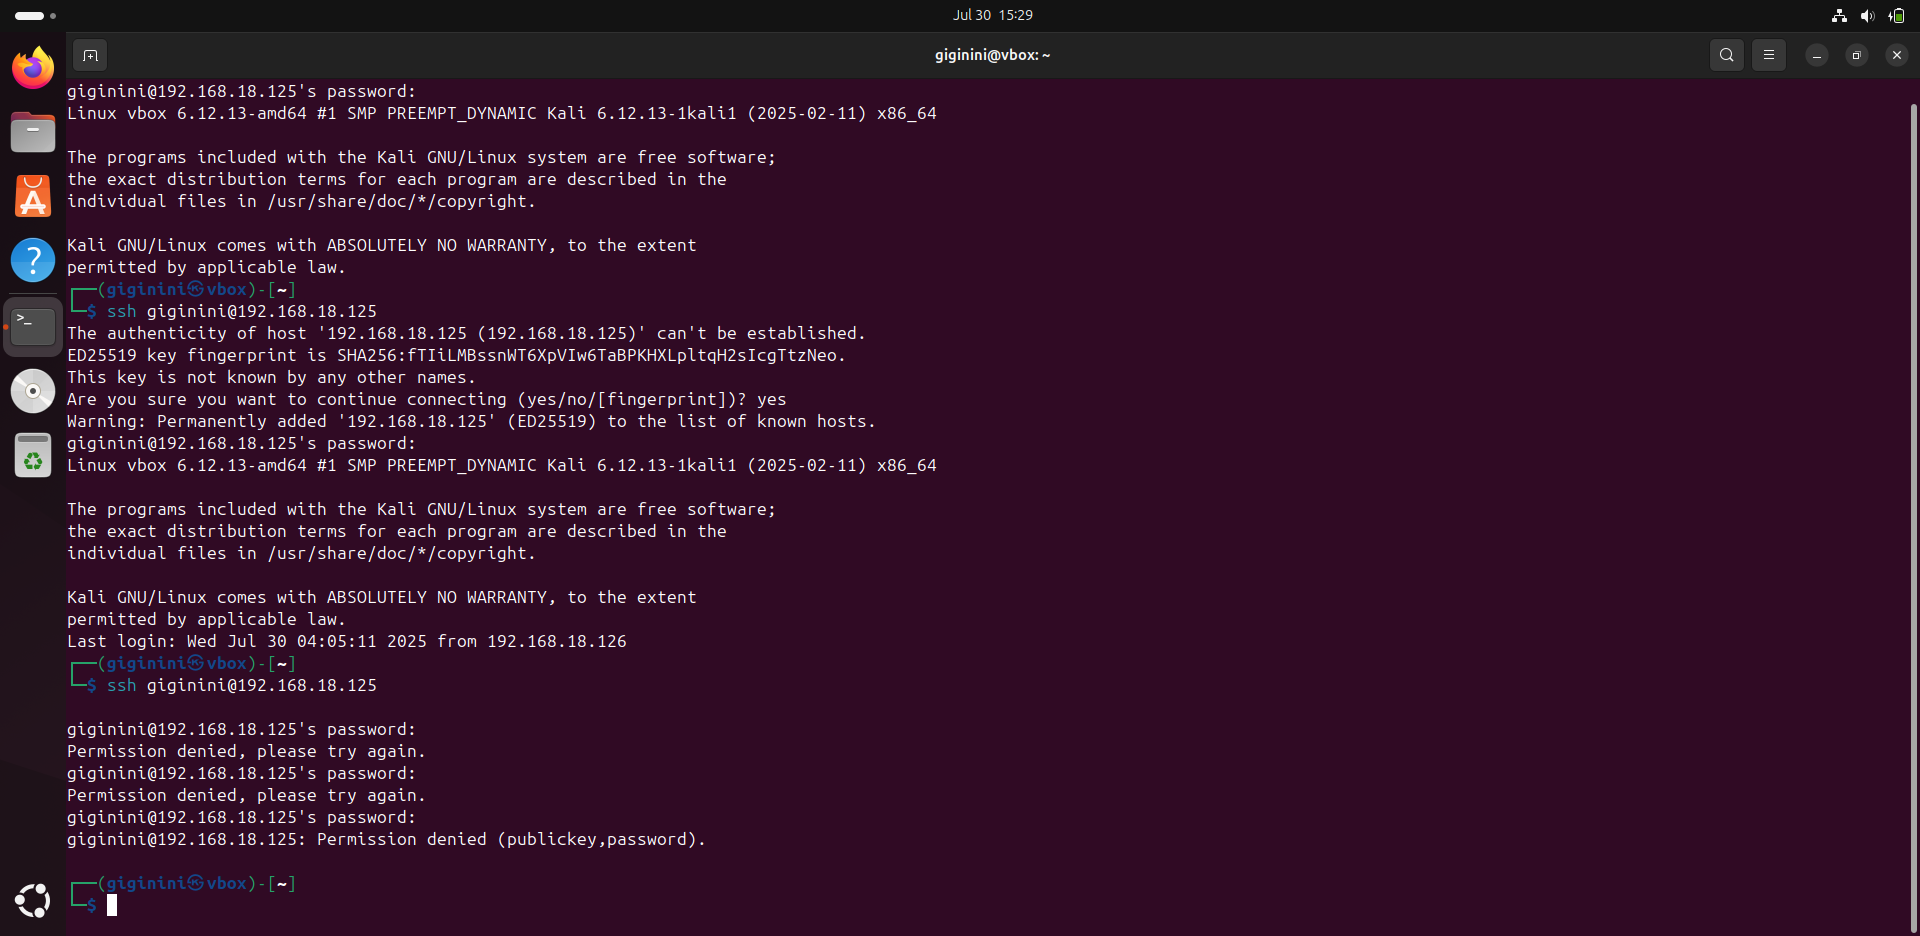 Jul 30 15:29
giginini@vbox: ~
giginini@192.168.18.125's password:
Linux vbox 6.12.13-amd64 #1 SMP PREEMPT_DYNAMIC Kali 6.12.13-1kali1 (2025-02-11) x86_64
The programs included with the Kali GNU/Linux system are free software;
the exact distribution terms for each program are described in the
individual files in /usr/share/doc/*/copyright.
Kali GNU/Linux comes with ABSOLUTELY NO WARRANTY, to the extent
permitted by applicable law.
┌──(giginini㉿vbox)-[~]
└─$ ssh giginini@192.168.18.125
The authenticity of host '192.168.18.125 (192.168.18.125)' can't be established.
ED25519 key fingerprint is SHA256:fTIiLMBssnWT6XpVIw6TaBPKHXLpltqH2sIcgTtzNeo.
This key is not known by any other names.
Are you sure you want to continue connecting (yes/no/[fingerprint])? yes
Warning: Permanently added '192.168.18.125' (ED25519) to the list of known hosts.
giginini@192.168.18.125's password:
Linux vbox 6.12.13-amd64 #1 SMP PREEMPT_DYNAMIC Kali 6.12.13-1kali1 (2025-02-11) x86_64
The programs included with the Kali GNU/Linux system are free software;
the exact distribution terms for each program are described in the
individual files in /usr/share/doc/*/copyright.
Kali GNU/Linux comes with ABSOLUTELY NO WARRANTY, to the extent
permitted by applicable law.
Last login: Wed Jul 30 04:05:11 2025 from 192.168.18.126
┌──(giginini㉿vbox)-[~]
└─$ ssh giginini@192.168.18.125
giginini@192.168.18.125's password:
Permission denied, please try again.
giginini@192.168.18.125's password:
Permission denied, please try again.
giginini@192.168.18.125's password:
giginini@192.168.18.125: Permission denied (publickey,password).
┌──(giginini㉿vbox)-[~]
└─$